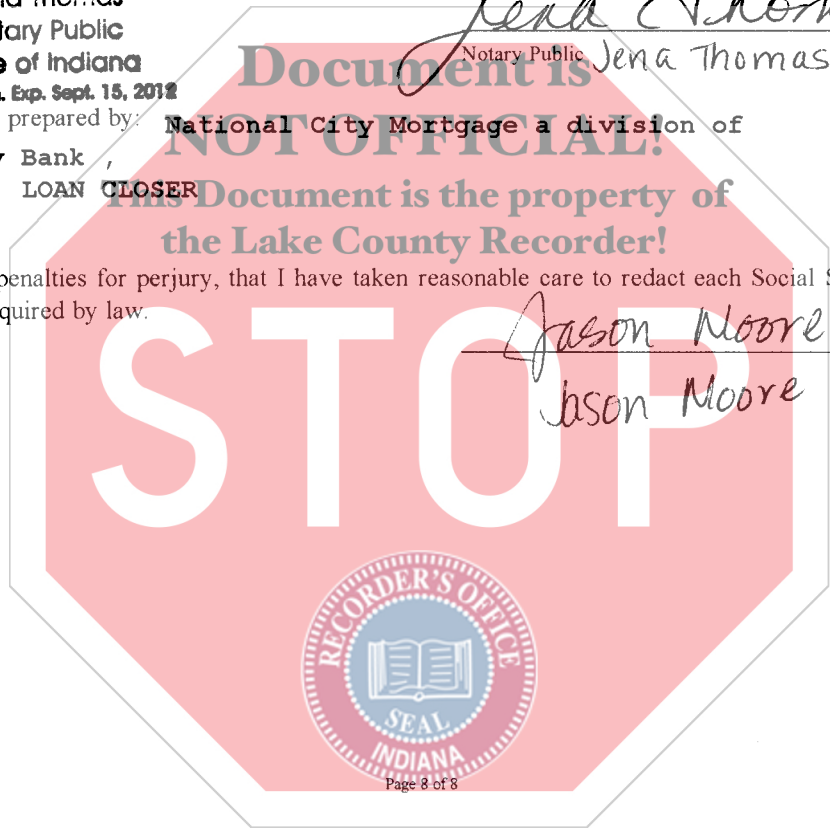 tary Public
e of Indiana
. Exp. Sept. 15, 2012
Jena Thomas
Notary Public Jena Thomas
Document is
NOT OFFICIAL!
This Document is the property of
the Lake County Recorder!
prepared by: National City Mortgage a division of
y Bank ,
LOAN CLOSER
penalties for perjury, that I have taken reasonable care to redact each Social S
quired by law.
Jason Moore
Jason Moore
STOP
RECORDER'S OFFICE
SEAL
INDIANA
Page 8 of 8